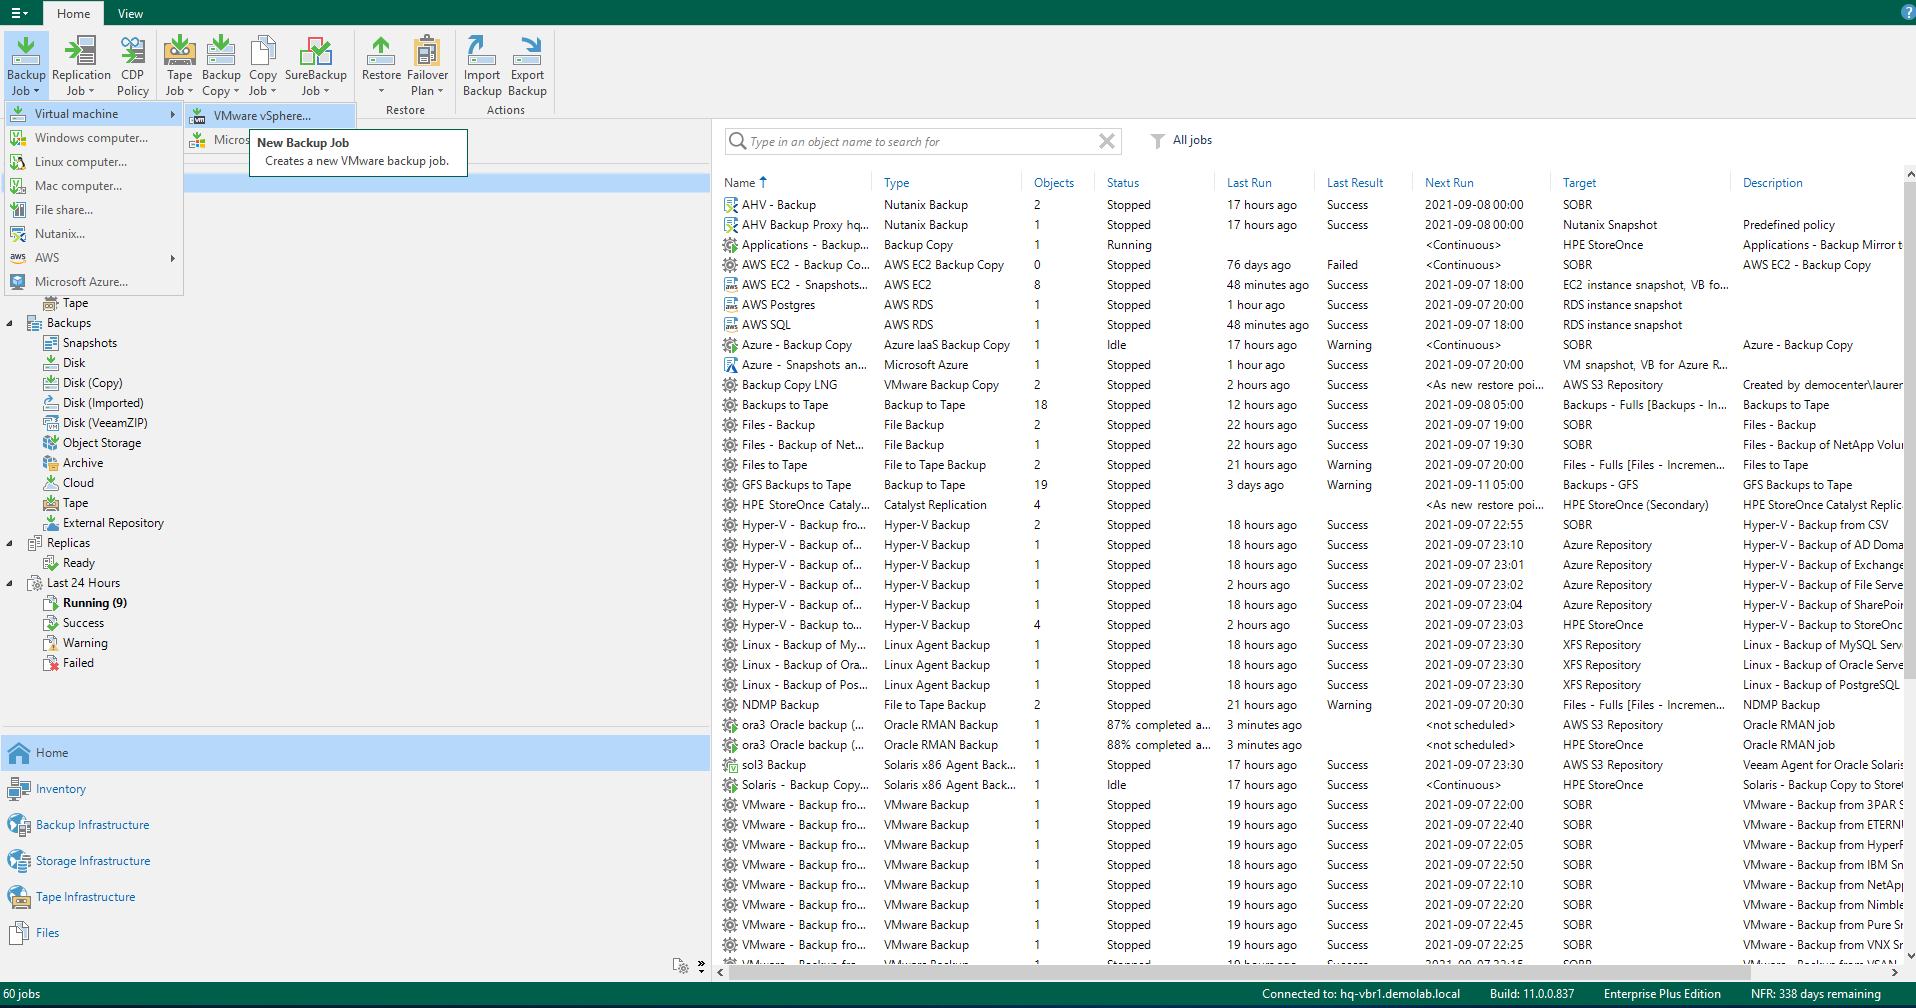 Home View
Backup Job Replication Job CDP Policy Tape Job Backup Copy Copy Job SureBackup Job Restore Failover Plan Import Backup Export Backup
Restore Actions
Virtual machine
Windows computer...
Linux computer...
Mac computer...
File share...
Nutanix...
aws AWS
Microsoft Azure...
VMware vSphere...
Micros
New Backup Job
Creates a new VMware backup job.
Tape
Backups
Snapshots
Disk
Disk (Copy)
Disk (Imported)
Disk (VeeamZIP)
Object Storage
Archive
Cloud
Tape
External Repository
Replicas
Ready
Last 24 Hours
Running (9)
Success
Warning
Failed
Home
Inventory
Backup Infrastructure
Storage Infrastructure
Tape Infrastructure
Files
Type in an object name to search for
All jobs
Name Type Objects Status Last Run Last Result Next Run Target Description
AHV - Backup Nutanix Backup 2 Stopped 17 hours ago Success 2021-09-08 00:00 SOBR
AHV Backup Proxy hq... Nutanix Backup 1 Stopped 17 hours ago Success 2021-09-08 00:00 Nutanix Snapshot Predefined policy
Applications - Backup... Backup Copy 1 Running <Continuous> HPE StoreOnce Applications - Backup Mirror t
AWS EC2 - Backup Co... AWS EC2 Backup Copy 0 Stopped 76 days ago Failed <Continuous> SOBR AWS EC2 - Backup Copy
AWS EC2 - Snapshots... AWS EC2 8 Stopped 48 minutes ago Success 2021-09-07 18:00 EC2 instance snapshot, VB fo...
AWS Postgres AWS RDS 1 Stopped 1 hour ago Success 2021-09-07 20:00 RDS instance snapshot
AWS SQL AWS RDS 1 Stopped 48 minutes ago Success 2021-09-07 18:00 RDS instance snapshot
Azure - Backup Copy Azure IaaS Backup Copy 1 Idle 17 hours ago Warning <Continuous> SOBR Azure - Backup Copy
Azure - Snapshots an... Microsoft Azure 1 Stopped 1 hour ago Success 2021-09-07 20:00 VM snapshot, VB for Azure R...
Backup Copy LNG VMware Backup Copy 2 Stopped 2 hours ago Success <As new restore poi... AWS S3 Repository Created by democenter\lauren
Backups to Tape Backup to Tape 18 Stopped 12 hours ago Success 2021-09-08 05:00 Backups - Fulls [Backups - In... Backups to Tape
Files - Backup File Backup 2 Stopped 22 hours ago Success 2021-09-07 19:00 SOBR Files - Backup
Files - Backup of Net... File Backup 1 Stopped 22 hours ago Success 2021-09-07 19:30 SOBR Files - Backup of NetApp Volu
Files to Tape File to Tape Backup 2 Stopped 21 hours ago Warning 2021-09-07 20:00 Files - Fulls [Files - Incremen... Files to Tape
GFS Backups to Tape Backup to Tape 19 Stopped 3 days ago Warning 2021-09-11 05:00 Backups - GFS GFS Backups to Tape
HPE StoreOnce Cataly... Catalyst Replication 4 Stopped <As new restore poi... HPE StoreOnce (Secondary) HPE StoreOnce Catalyst Replic
Hyper-V - Backup fro... Hyper-V Backup 2 Stopped 18 hours ago Success 2021-09-07 22:55 SOBR Hyper-V - Backup from CSV
Hyper-V - Backup of... Hyper-V Backup 1 Stopped 18 hours ago Success 2021-09-07 23:10 Azure Repository Hyper-V - Backup of AD Doma
Hyper-V - Backup of... Hyper-V Backup 1 Stopped 18 hours ago Success 2021-09-07 23:01 Azure Repository Hyper-V - Backup of Exchange
Hyper-V - Backup of... Hyper-V Backup 1 Stopped 2 hours ago Success 2021-09-07 23:02 Azure Repository Hyper-V - Backup of File Serve
Hyper-V - Backup of... Hyper-V Backup 1 Stopped 18 hours ago Success 2021-09-07 23:04 Azure Repository Hyper-V - Backup of SharePoin
Hyper-V - Backup to... Hyper-V Backup 4 Stopped 2 hours ago Success 2021-09-07 23:03 HPE StoreOnce Hyper-V - Backup to StoreOnc
Linux - Backup of My... Linux Agent Backup 1 Stopped 18 hours ago Success 2021-09-07 23:30 XFS Repository Linux - Backup of MySQL Serv
Linux - Backup of Ora... Linux Agent Backup 1 Stopped 18 hours ago Success 2021-09-07 23:30 XFS Repository Linux - Backup of Oracle Serve
Linux - Backup of Pos... Linux Agent Backup 1 Stopped 18 hours ago Success 2021-09-07 23:30 XFS Repository Linux - Backup of PostgreSQL
NDMP Backup File to Tape Backup 2 Stopped 21 hours ago Warning 2021-09-07 20:30 Files - Fulls [Files - Incremen... NDMP Backup
ora3 Oracle backup (... Oracle RMAN Backup 1 87% completed a... 3 minutes ago <not scheduled> AWS S3 Repository Oracle RMAN job
ora3 Oracle backup (... Oracle RMAN Backup 1 88% completed a... 3 minutes ago <not scheduled> HPE StoreOnce Oracle RMAN job
sol3 Backup Solaris x86 Agent Back... 1 Stopped 17 hours ago Success 2021-09-07 23:30 AWS S3 Repository Veeam Agent for Oracle Solaris
Solaris - Backup Copy... Solaris x86 Agent Back... 1 Idle 17 hours ago Success <Continuous> HPE StoreOnce Solaris - Backup Copy to Store
VMware - Backup fro... VMware Backup 1 Stopped 19 hours ago Success 2021-09-07 22:00 SOBR VMware - Backup from 3PAR S
VMware - Backup fro... VMware Backup 1 Stopped 19 hours ago Success 2021-09-07 22:40 SOBR VMware - Backup from ETERN
VMware - Backup fro... VMware Backup 1 Stopped 19 hours ago Success 2021-09-07 22:05 SOBR VMware - Backup from HyperF
VMware - Backup fro... VMware Backup 1 Stopped 18 hours ago Success 2021-09-07 22:50 SOBR VMware - Backup from IBM Sn
VMware - Backup fro... VMware Backup 1 Stopped 19 hours ago Success 2021-09-07 22:10 SOBR VMware - Backup from NetApp
VMware - Backup fro... VMware Backup 1 Stopped 19 hours ago Success 2021-09-07 22:20 SOBR VMware - Backup from Nimble
VMware - Backup fro... VMware Backup 1 Stopped 19 hours ago Success 2021-09-07 22:45 SOBR VMware - Backup from Pure Sn
VMware - Backup fro... VMware Backup 1 Stopped 19 hours ago Success 2021-09-07 22:25 SOBR VMware - Backup from VNX Sn
60 jobs Connected to: hq-vbr1.demolab.local Build: 11.0.0.837 Enterprise Plus Edition NFR: 338 days remaining